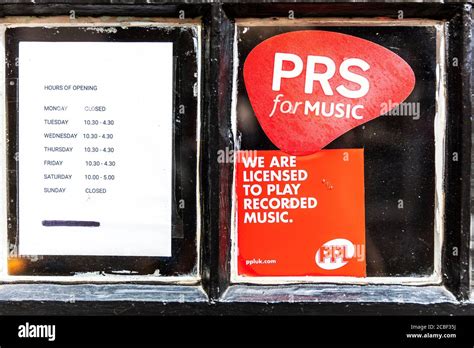 HOURS OF OPENING
MONDAY CLOSED
TUESDAY 10.30 - 4.30
WEDNESDAY 10.30 - 4.30
THURSDAY 10.30 - 4.30
FRIDAY 10.30 - 4.30
SATURDAY 10.00 - 5.00
SUNDAY CLOSED
PRS
for MUSIC
WE ARE
LICENSED
TO PLAY
RECORDED
MUSIC.
ppluk.com
PPL
alamy
Image ID: 2CBF35J
www.alamy.com